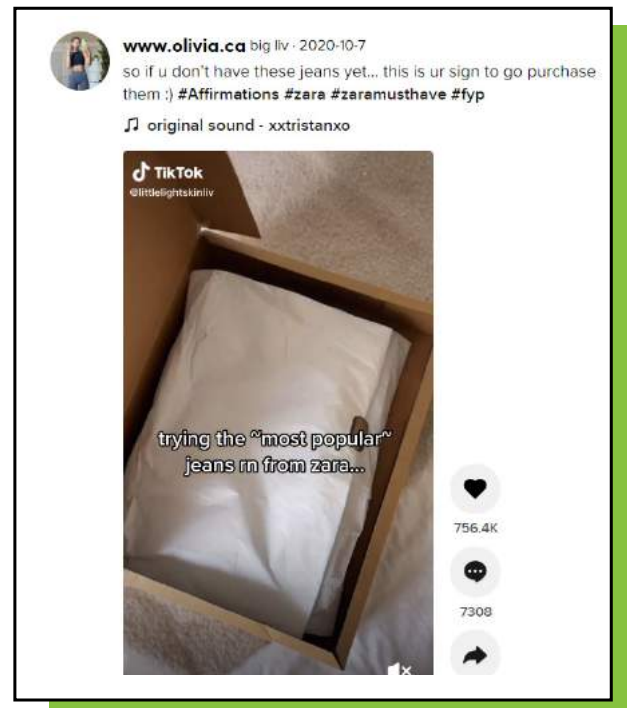 www.olivia.ca big liv · 2020-10-7
so if u don't have these jeans yet... this is ur sign to go purchase
them :) #Affirmations #zara #zaramusthave #fyp
original sound - xxtristanxo
TikTok
@littlelightskinliv
trying the ~most popular~
jeans rn from zara...
756.4K
7308